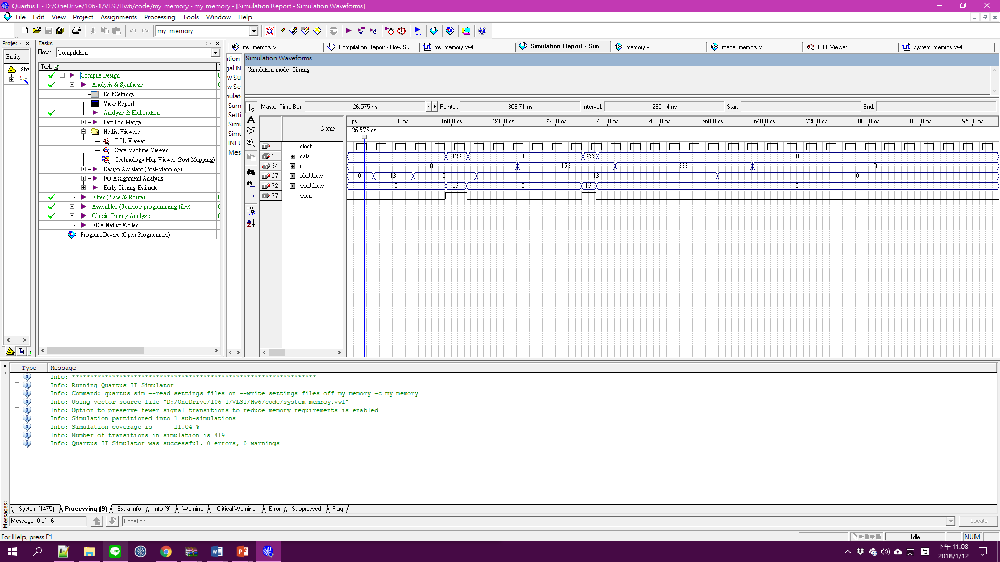 Quartus II - D:/OneDrive/106-1/VLSI/Hw6/code/my_memory - my_memory - [Simulation Report - Simulation Waveforms]
File Edit View Project Assignments Processing Tools Window Help
my_memory
Tasks
Flow: Compilation
Entity
Task
Compile Design
Analysis & Synthesis
Edit Settings
View Report
Analysis & Elaboration
Partition Merge
Netlist Viewers
RTL Viewer
State Machine Viewer
Technology Map Viewer (Post-Mapping)
Design Assistant (Post-Mapping)
I/O Assignment Analysis
Early Timing Estimate
Fitter (Place & Route)
Assembler (Generate programming files)
Classic Timing Analysis
EDA Netlist Writer
Program Device (Open Programmer)
my_memory.v Compilation Report - Flow Su... my_memory.vwf Simulation Report - Sim... memory.v mega_memory.v RTL Viewer system_memroy.vwf
Simulation Waveforms
Simulation mode: Timing
Master Time Bar: 26.575 ns Pointer: 306.71 ns Interval: 280.14 ns Start: End:
Name
0 ps 80.0 ns 160.0 ns 240.0 ns 320.0 ns 400.0 ns 480.0 ns 560.0 ns 640.0 ns 720.0 ns 800.0 ns 880.0 ns 960.0 ns
26.575 ns
0 clock
1 data 0 123 0 333 0
34 q 0 123 333 0
67 rdaddress 0 13 0 13 0
72 wraddress 0 13 0 13 0
77 wren
Type Message
Info: *******************************************************************
Info: Running Quartus II Simulator
Info: Command: quartus_sim --read_settings_files=on --write_settings_files=off my_memory -c my_memory
Info: Using vector source file "D:/OneDrive/106-1/VLSI/Hw6/code/system_memroy.vwf"
Info: Option to preserve fewer signal transitions to reduce memory requirements is enabled
Info: Simulation partitioned into 1 sub-simulations
Info: Simulation coverage is 11.04 %
Info: Number of transitions in simulation is 419
Info: Quartus II Simulator was successful. 0 errors, 0 warnings
System (1475) Processing (9) Extra Info Info (9) Warning Critical Warning Error Suppressed Flag
Messages
Message: 0 of 16 Location: Locate
For Help, press F1 Idle NUM
英 下午 11:08
2018/1/12